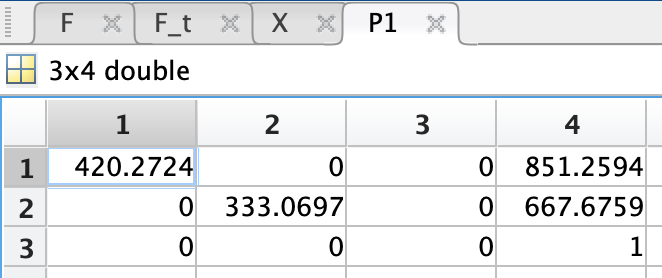 F F_t X P1
3x4 double
1 2 3 4
1 420.2724 0 0 851.2594
2 0 333.0697 0 667.6759
3 0 0 0 1